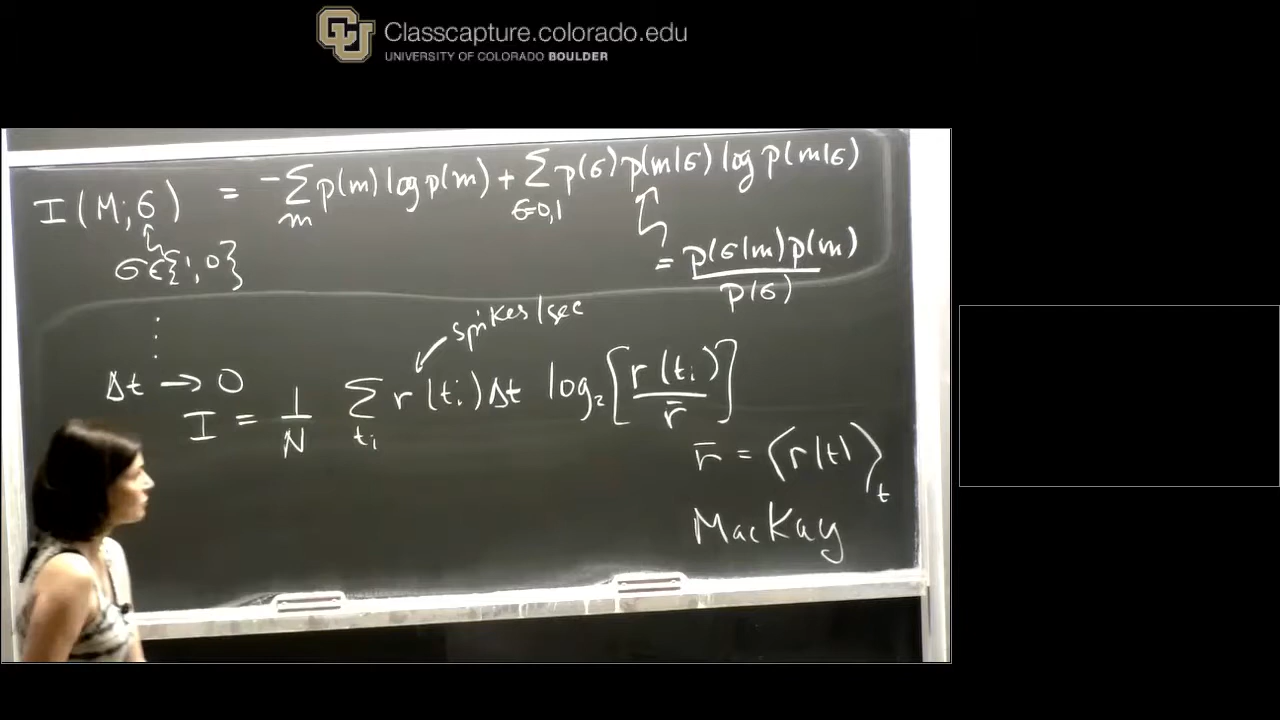 Classcapture.colorado.edu
UNIVERSITY OF COLORADO BOULDER
I(M;σ) = -∑ₘ p(m) log p(m) + ∑_{σ=0,1} p(σ) p(m|σ) log p(m|σ)
σ∈{1,0}
= p(σ|m)p(m) / p(σ)
spikes/sec
Δt → 0
I = 1/N ∑_{tᵢ} r(tᵢ)Δt log₂[r(tᵢ)/r̄]
r̄ = ⟨r(t)⟩ₜ
MacKay